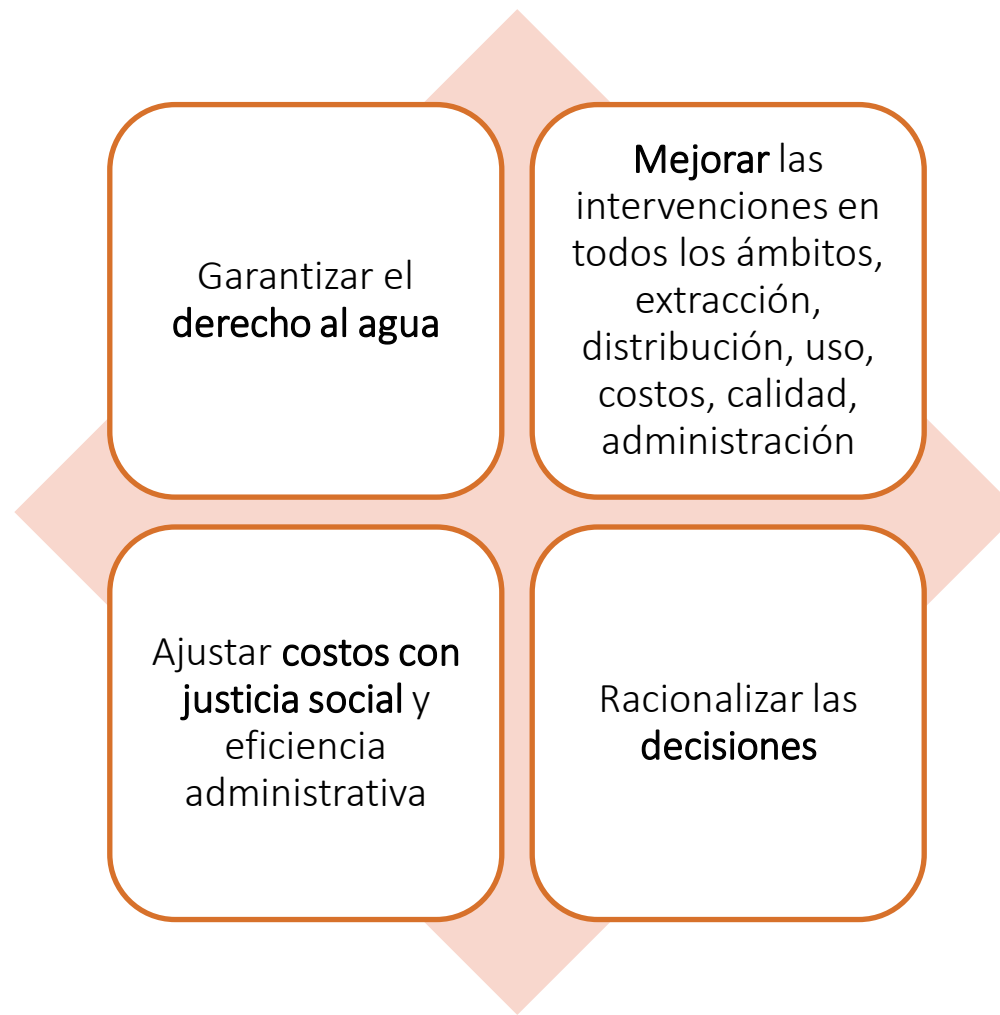 Garantizar el
derecho al agua
Mejorar las
intervenciones en
todos los ámbitos,
extracción,
distribución, uso,
costos, calidad,
administración
Ajustar costos con
justicia social y
eficiencia
administrativa
Racionalizar las
decisiones